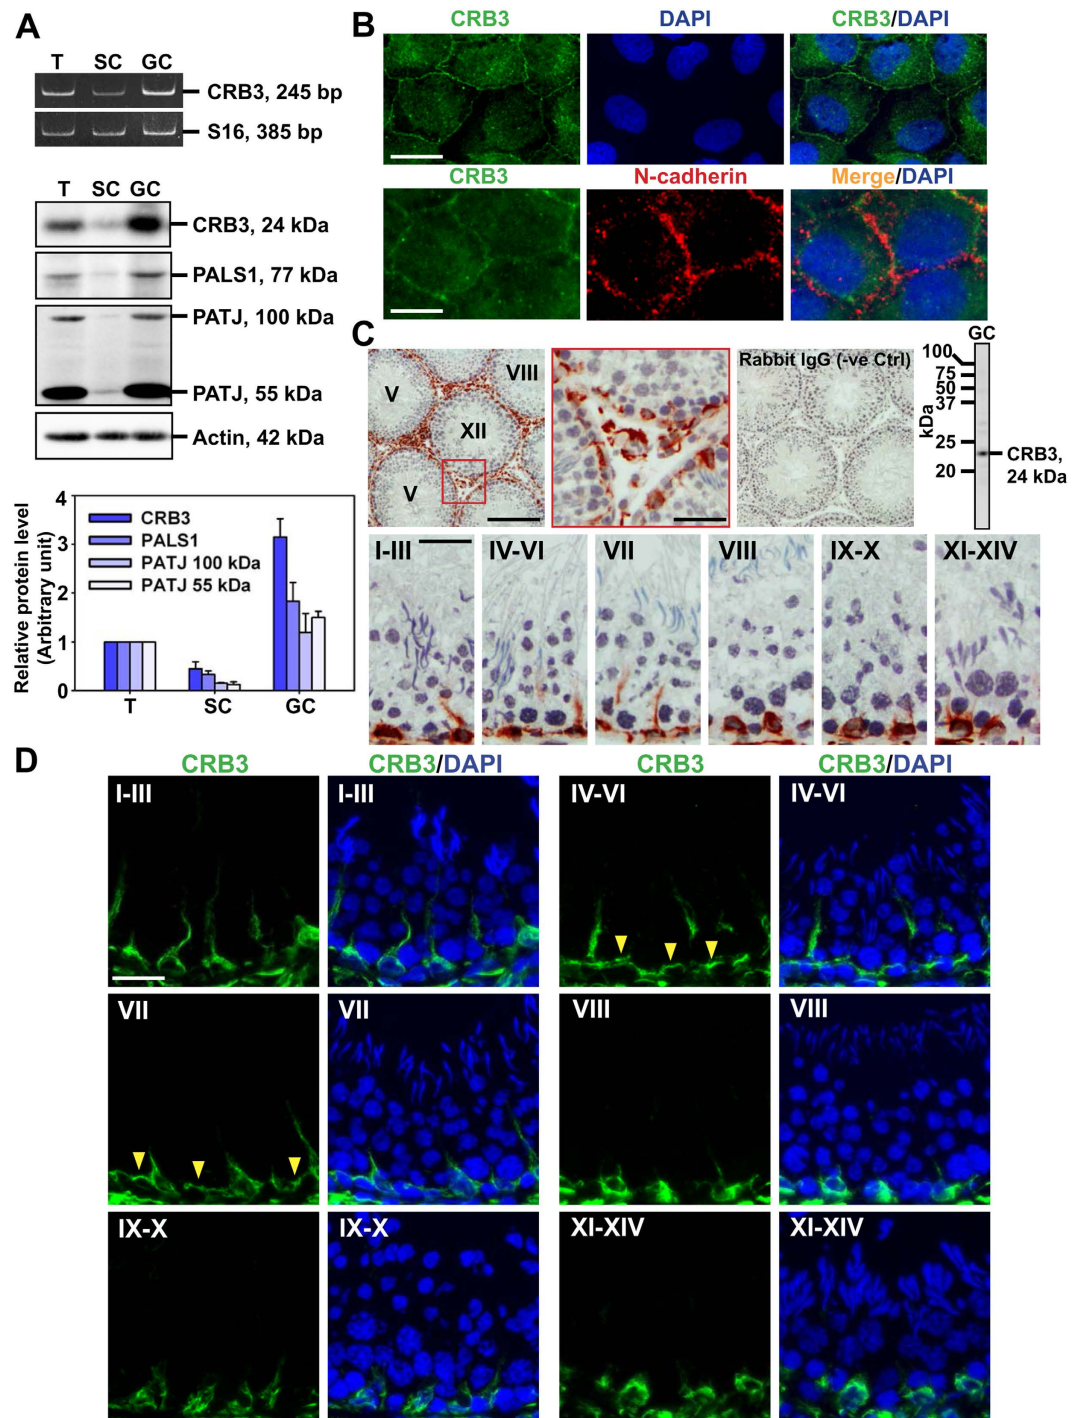 A
T SC GC
CRB3, 245 bp
S16, 385 bp
T SC GC
CRB3, 24 kDa
PALS1, 77 kDa
PATJ, 100 kDa
PATJ, 55 kDa
Actin, 42 kDa
Relative protein level
(Arbitrary unit)
4
3
2
1
0
CRB3
PALS1
PATJ 100 kDa
PATJ 55 kDa
T SC GC
B
CRB3 DAPI CRB3/DAPI
CRB3 N-cadherin Merge/DAPI
C
V VIII
XII
V
Rabbit IgG (-ve Ctrl)
GC
kDa
100
75
50
37
25
20
CRB3,
24 kDa
I-III IV-VI VII VIII IX-X XI-XIV
D
CRB3 CRB3/DAPI CRB3 CRB3/DAPI
I-III I-III IV-VI IV-VI
VII VII VIII VIII
IX-X IX-X XI-XIV XI-XIV